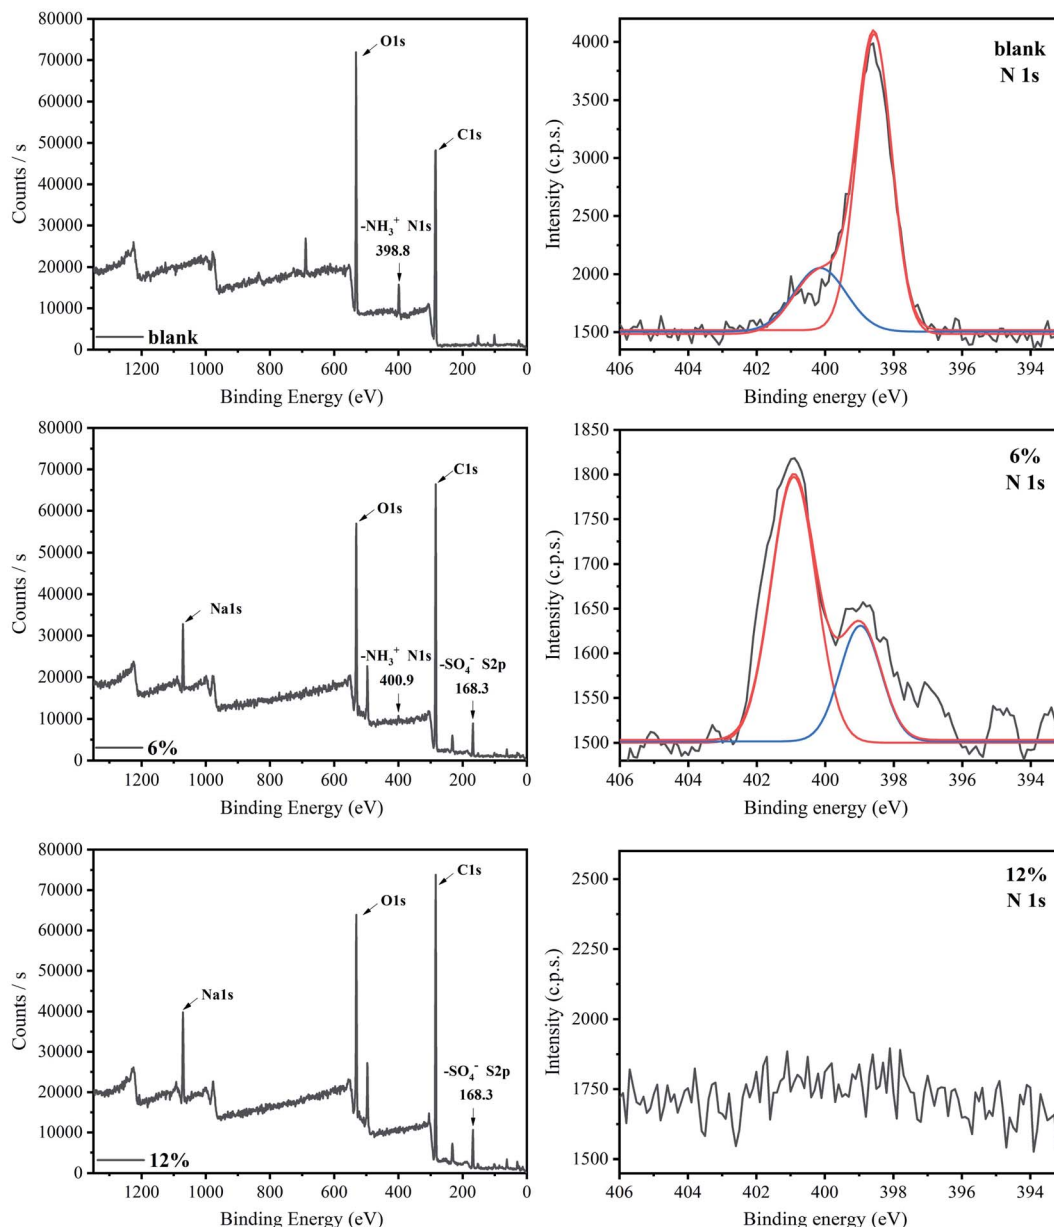 80000
70000
60000
50000
40000
30000
20000
10000
0
Counts / s
O1s
C1s
-NH₃⁺ N1s
398.8
blank
1200 1000 800 600 400 200 0
Binding Energy (eV)
4000
3500
3000
2500
2000
1500
Intensity (c.p.s.)
blank
N 1s
406 404 402 400 398 396 394
Binding energy (eV)
80000
70000
60000
50000
40000
30000
20000
10000
0
Counts / s
C1s
O1s
Na1s
-NH₃⁺ N1s
400.9
-SO₄⁻ S2p
168.3
6%
1200 1000 800 600 400 200 0
Binding Energy (eV)
1850
1800
1750
1700
1650
1600
1550
1500
Intensity (c.p.s.)
6%
N 1s
406 404 402 400 398 396 394
Binding energy (eV)
80000
70000
60000
50000
40000
30000
20000
10000
0
Counts / s
C1s
O1s
Na1s
-SO₄⁻ S2p
168.3
12%
1200 1000 800 600 400 200 0
Binding Energy (eV)
2500
2250
2000
1750
1500
Intensity (c.p.s.)
12%
N 1s
406 404 402 400 398 396 394
Binding energy (eV)